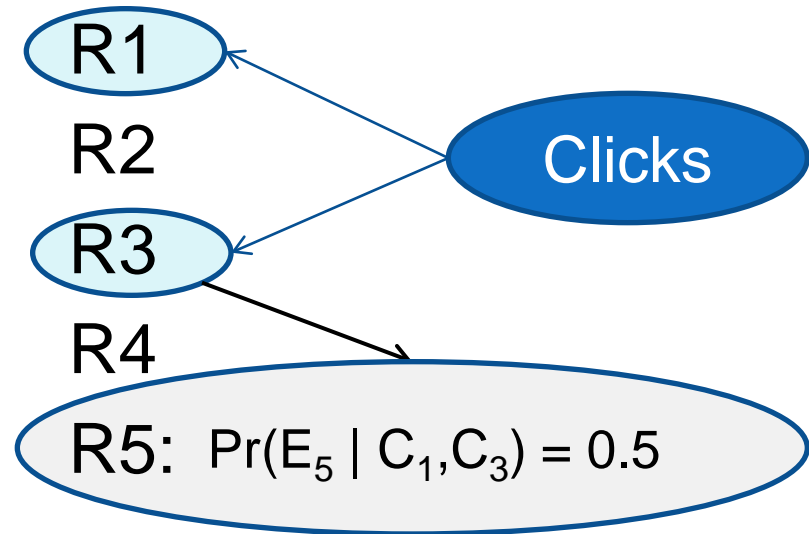 R1
R2
Clicks
R3
R4
R5: Pr(E₅ | C₁,C₃) = 0.5